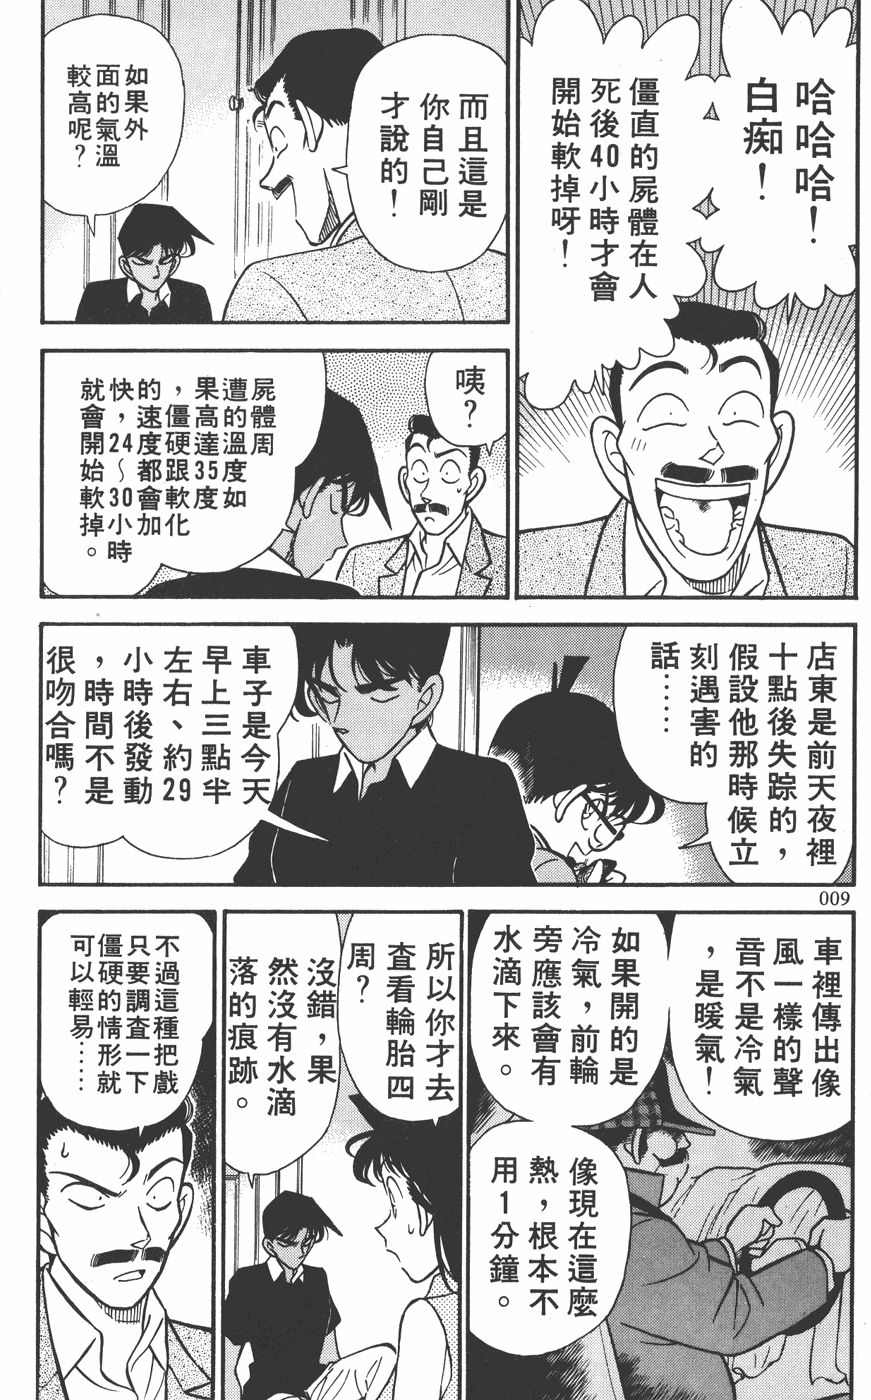 哈哈哈！
白痴！
僵直的屍體在人
死後40小時才會
開始軟掉呀！
而且這是
你自己剛
才說的！
如果外
面的氣溫
較高呢？
咦？
屍體周
遭的溫度如
果高達35度
，僵硬跟軟化
的速度都會加
快，24～30小時
就會開始軟掉。
店東是前天夜裡
十點後失踪的，
假設他那時候立
刻遇害的
話……
車子是今天
早上三點半
左右、約29
小時後發動
，時間不是
很吻合嗎？
009
車裡傳出像
風一樣的聲
音不是冷氣
，是暖氣！
如果開的是
冷氣，前輪
旁應該會有
水滴下來。
像現在這麼
熱，根本不
用1分鐘。
所以你才去
查看輪胎四
周？
沒錯，果
然沒有水滴
落的痕跡。
不過這種把戲
只要調查一下
僵硬的情形就
可以輕易……